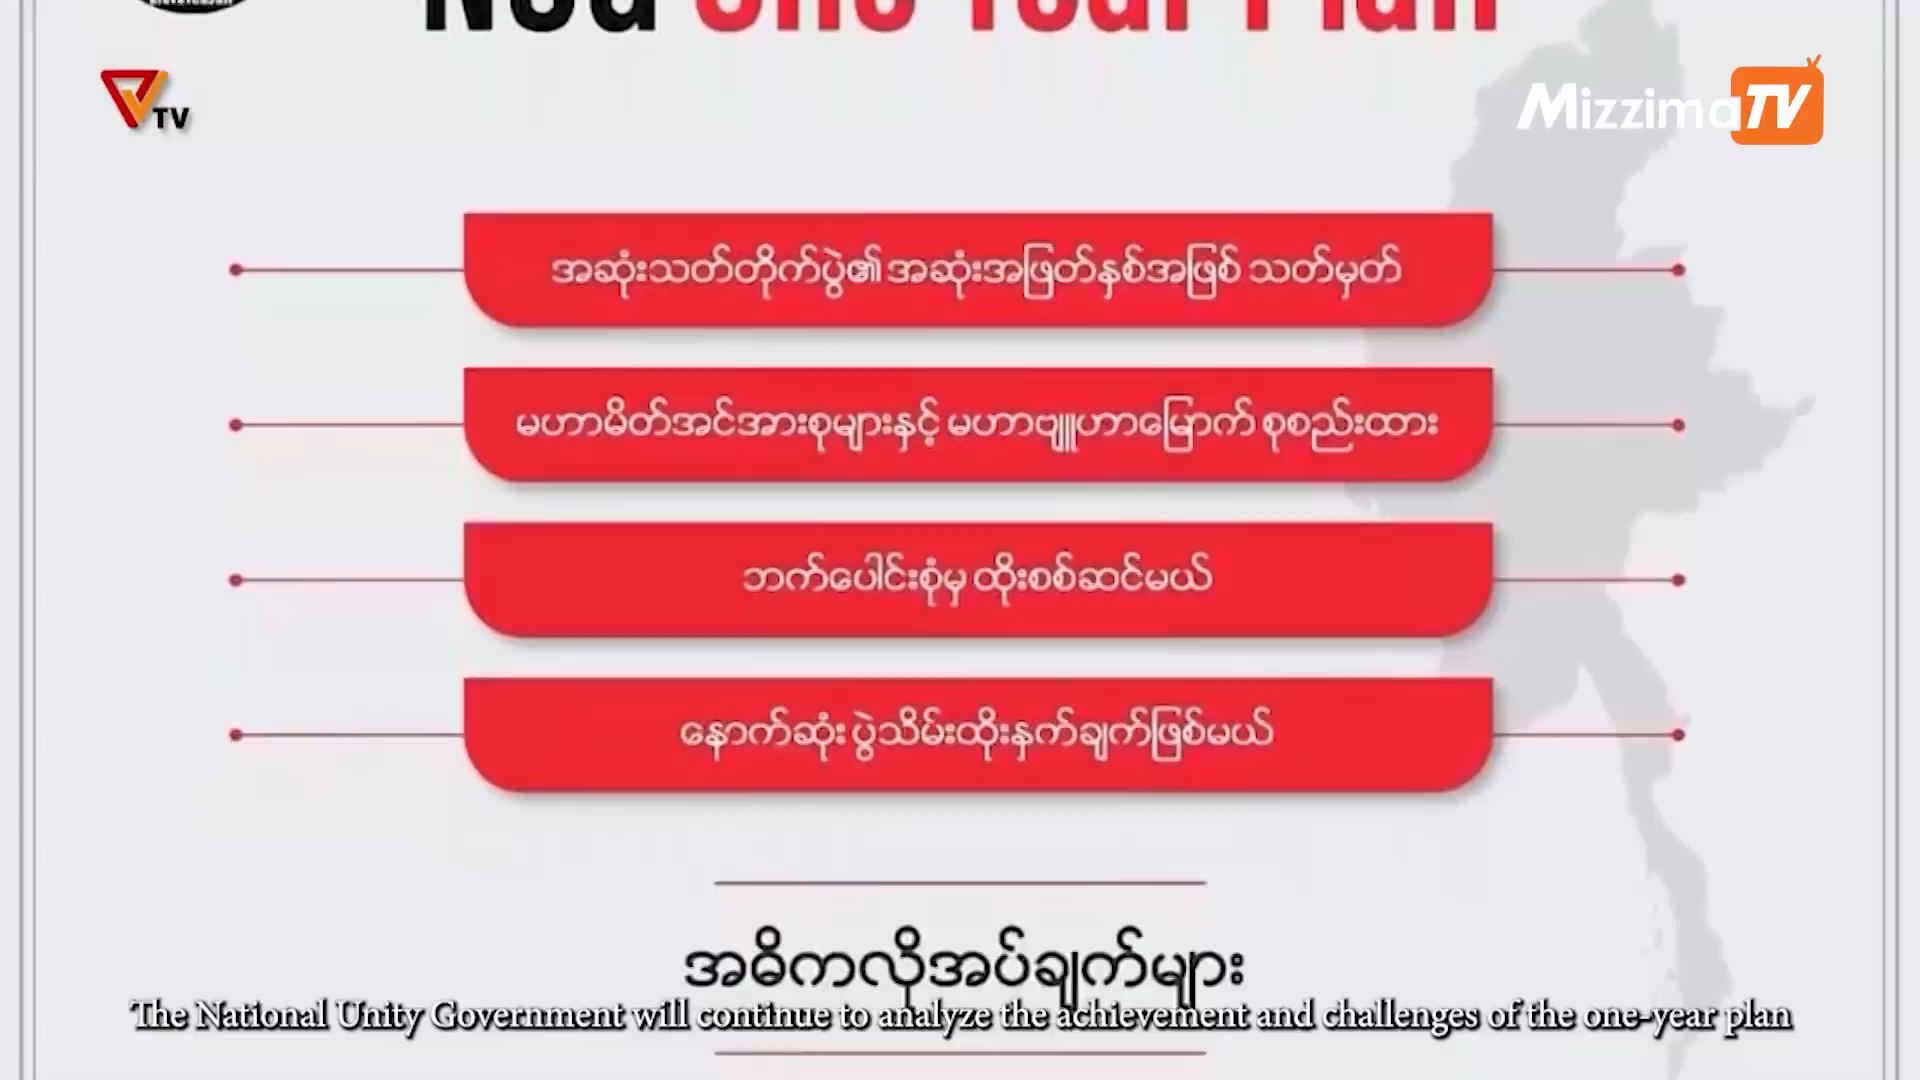 NUG One Year Plan
TV
MizzimaTV
အဆုံးသတ်တိုက်ပွဲ၏ အဆုံးအဖြတ်နှစ်အဖြစ် သတ်မှတ်
မဟာမိတ်အင်အားစုများနှင့် မဟာဗျူဟာမြောက် စုစည်းထား
ဘက်ပေါင်းစုံမှ ထိုးစစ်ဆင်မယ်
နောက်ဆုံး ပွဲသိမ်းထိုးနှက်ချက်ဖြစ်မယ်
အဓိကလိုအပ်ချက်များ
The National Unity Government will continue to analyze the achievement and challenges of the one-year plan